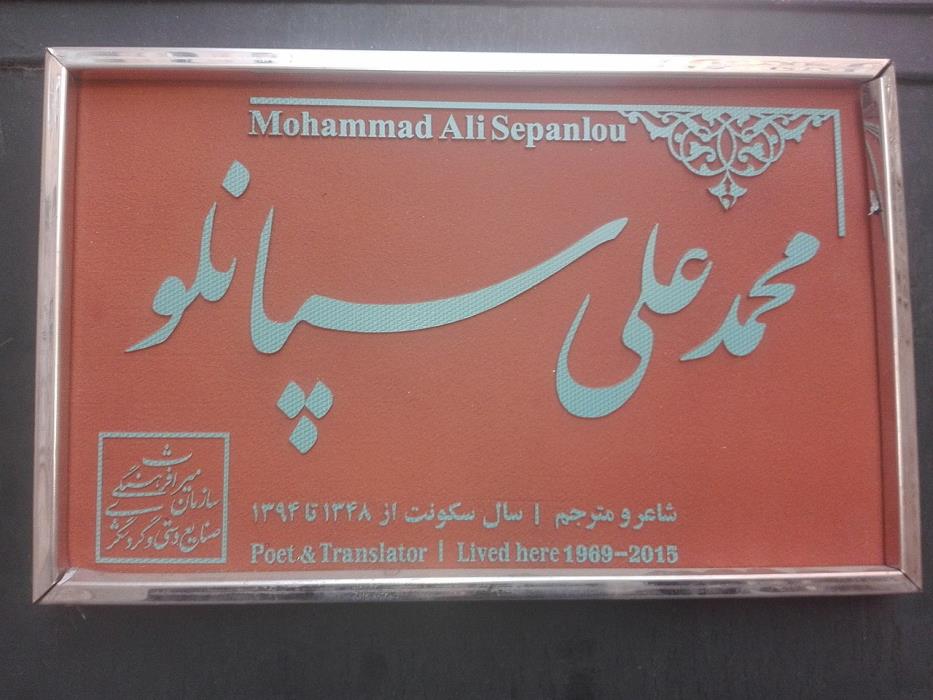 Mohammad Ali Sepanlou
محمد علی سپانلو
شاعر و مترجم | سال سکونت از ۱۳۴۸ تا ۱۳۹۴
Poet & Translator | Lived here 1969-2015
سازمان میراث فرهنگی
صنایع دستی و گردشگری